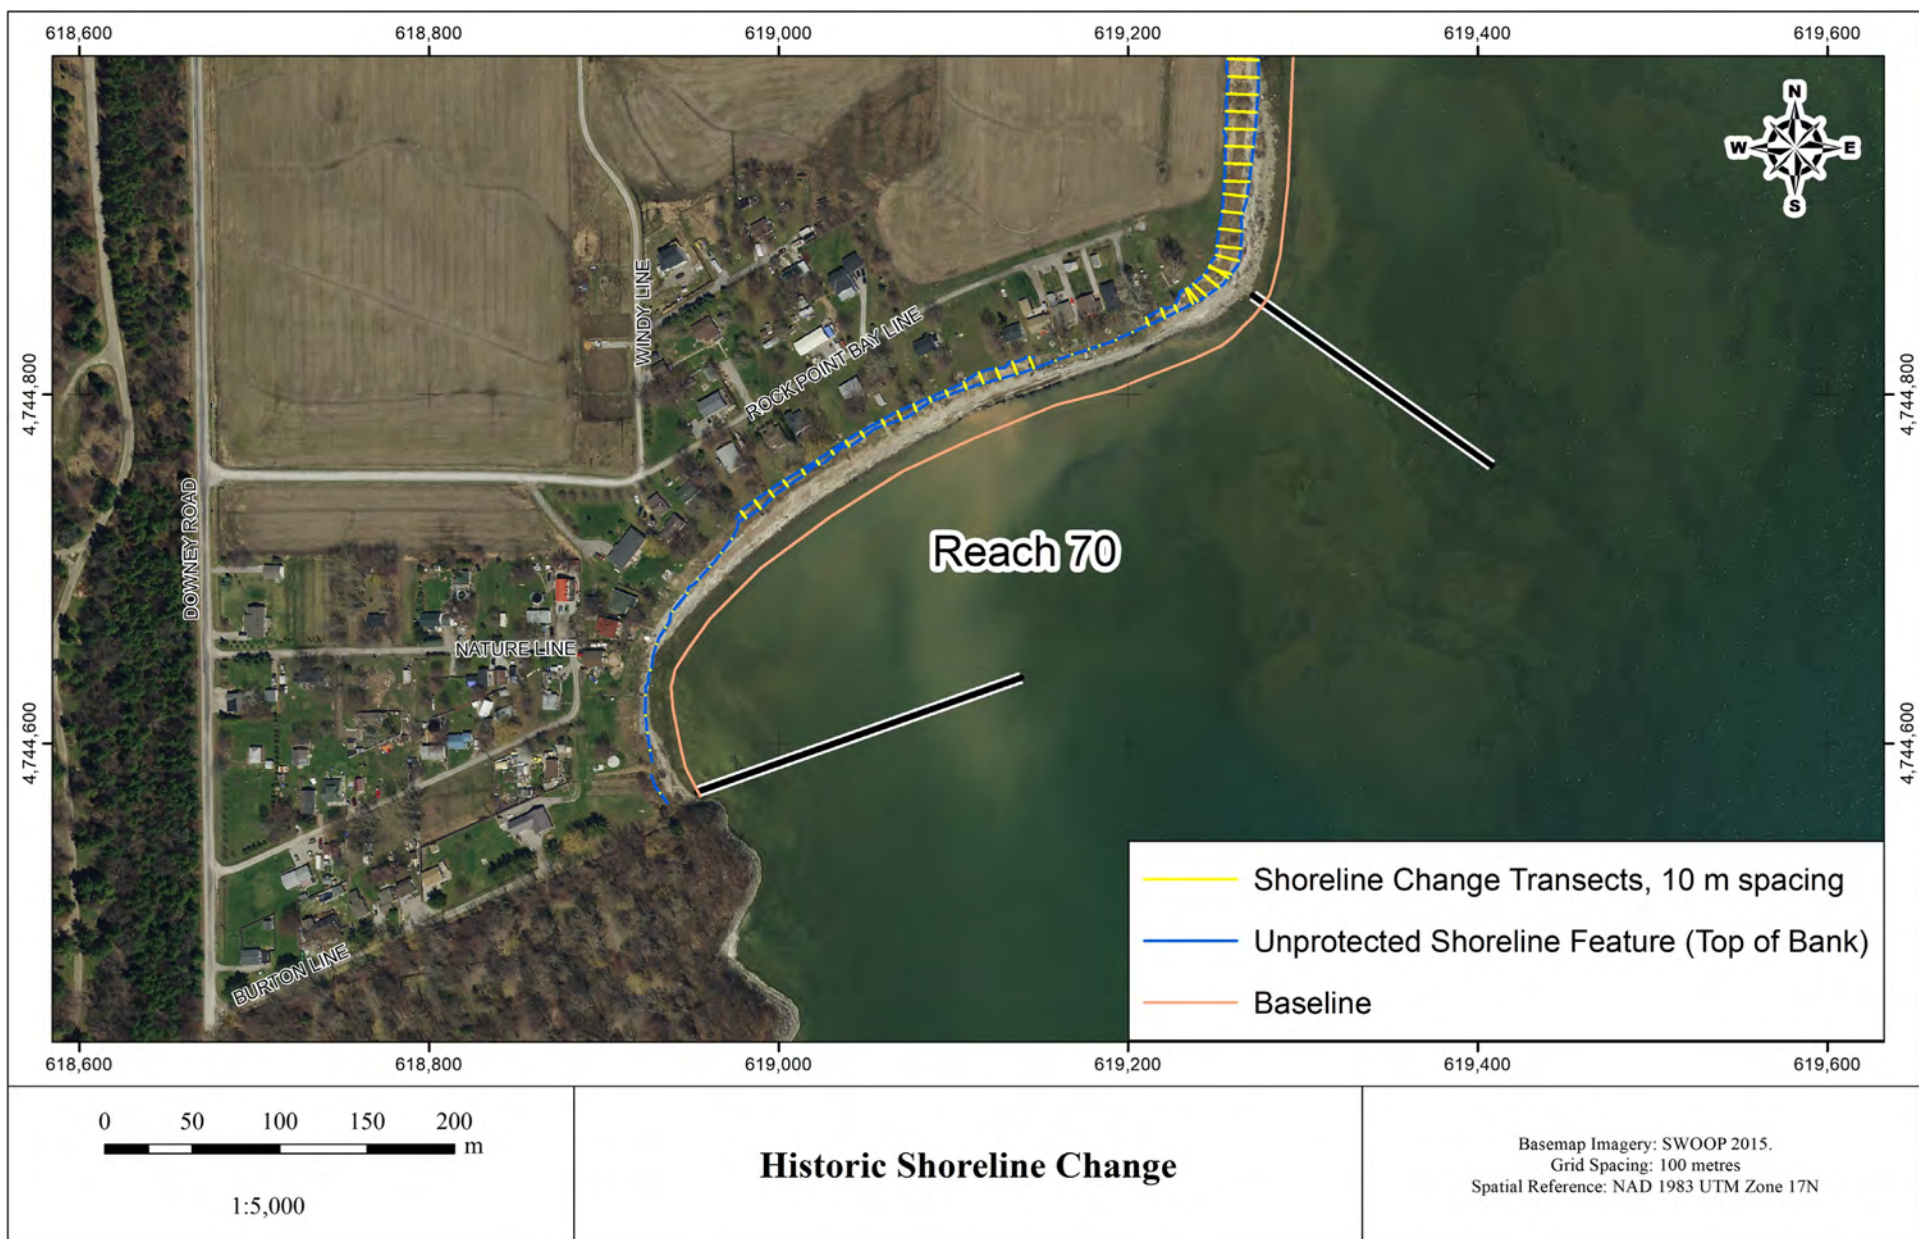 618,600 618,800 619,000 619,200 619,400 619,600
N
W E
S
4,744,800 4,744,800
WINDY LINE
ROCK POINT BAY LINE
DOWNEY ROAD
Reach 70
NATURE LINE
4,744,600 4,744,600
BURTON LINE
Shoreline Change Transects, 10 m spacing
Unprotected Shoreline Feature (Top of Bank)
Baseline
618,600 618,800 619,000 619,200 619,400 619,600
0 50 100 150 200
m
1:5,000
Historic Shoreline Change
Basemap Imagery: SWOOP 2015.
Grid Spacing: 100 metres
Spatial Reference: NAD 1983 UTM Zone 17N